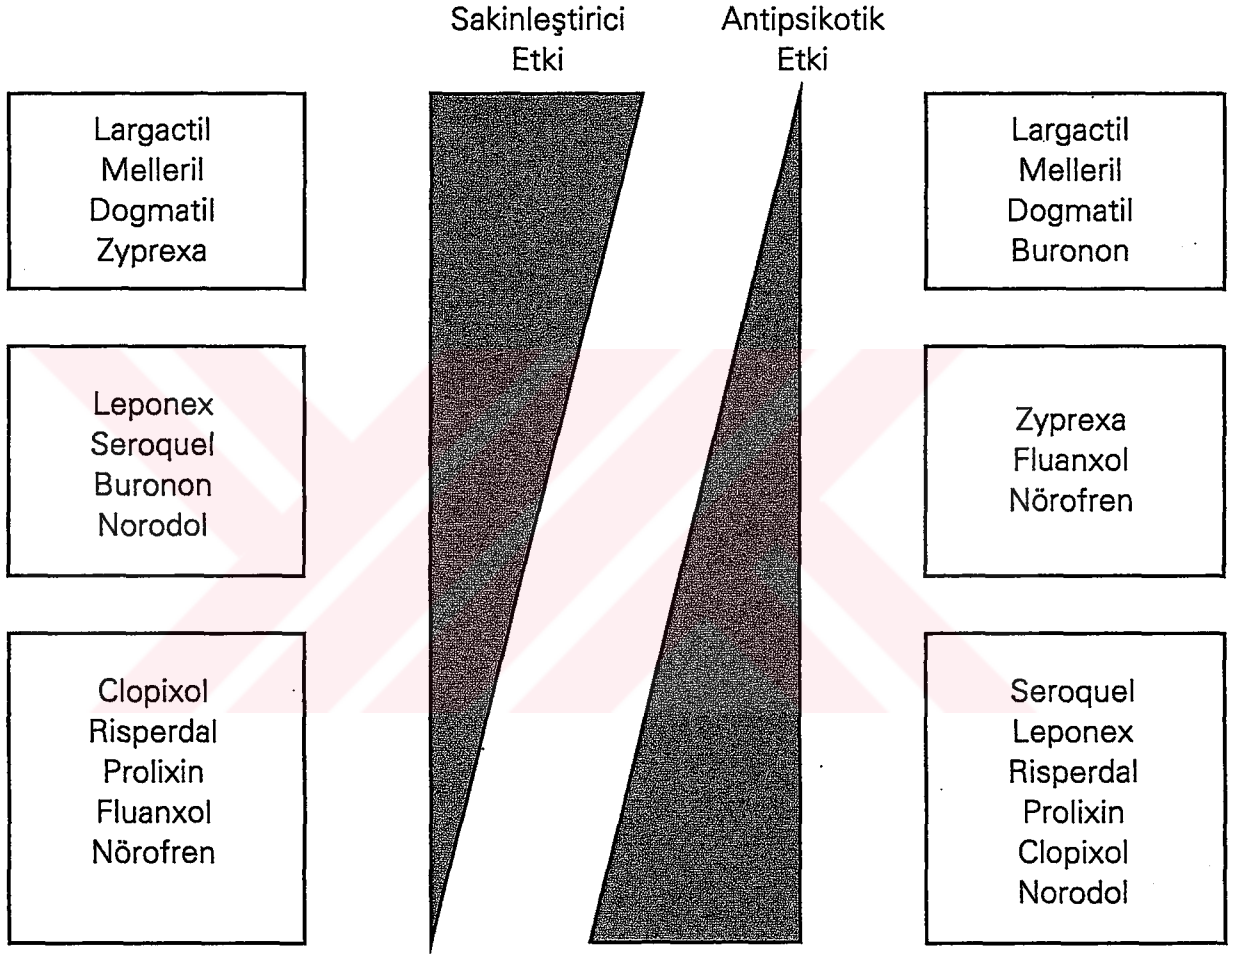 Sakinleştirici
Etki
Antipsikotik
Etki
Largactil
Melleril
Dogmatil
Zyprexa
Largactil
Melleril
Dogmatil
Buronon
Leponex
Seroquel
Buronon
Norodol
Zyprexa
Fluanxol
Nörofren
Clopixol
Risperdal
Prolixin
Fluanxol
Nörofren
Seroquel
Leponex
Risperdal
Prolixin
Clopixol
Norodol